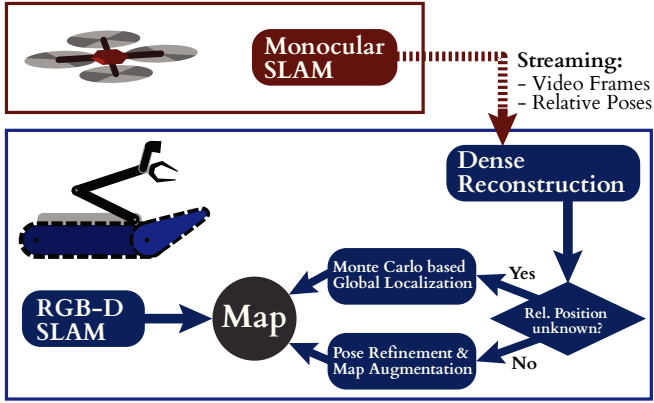 Monocular
SLAM
Streaming:
- Video Frames
- Relative Poses
Dense
Reconstruction
Monte Carlo based
Global Localization
Yes
Rel. Position
unknown?
RGB-D
SLAM
Map
Pose Refinement &
Map Augmentation
No